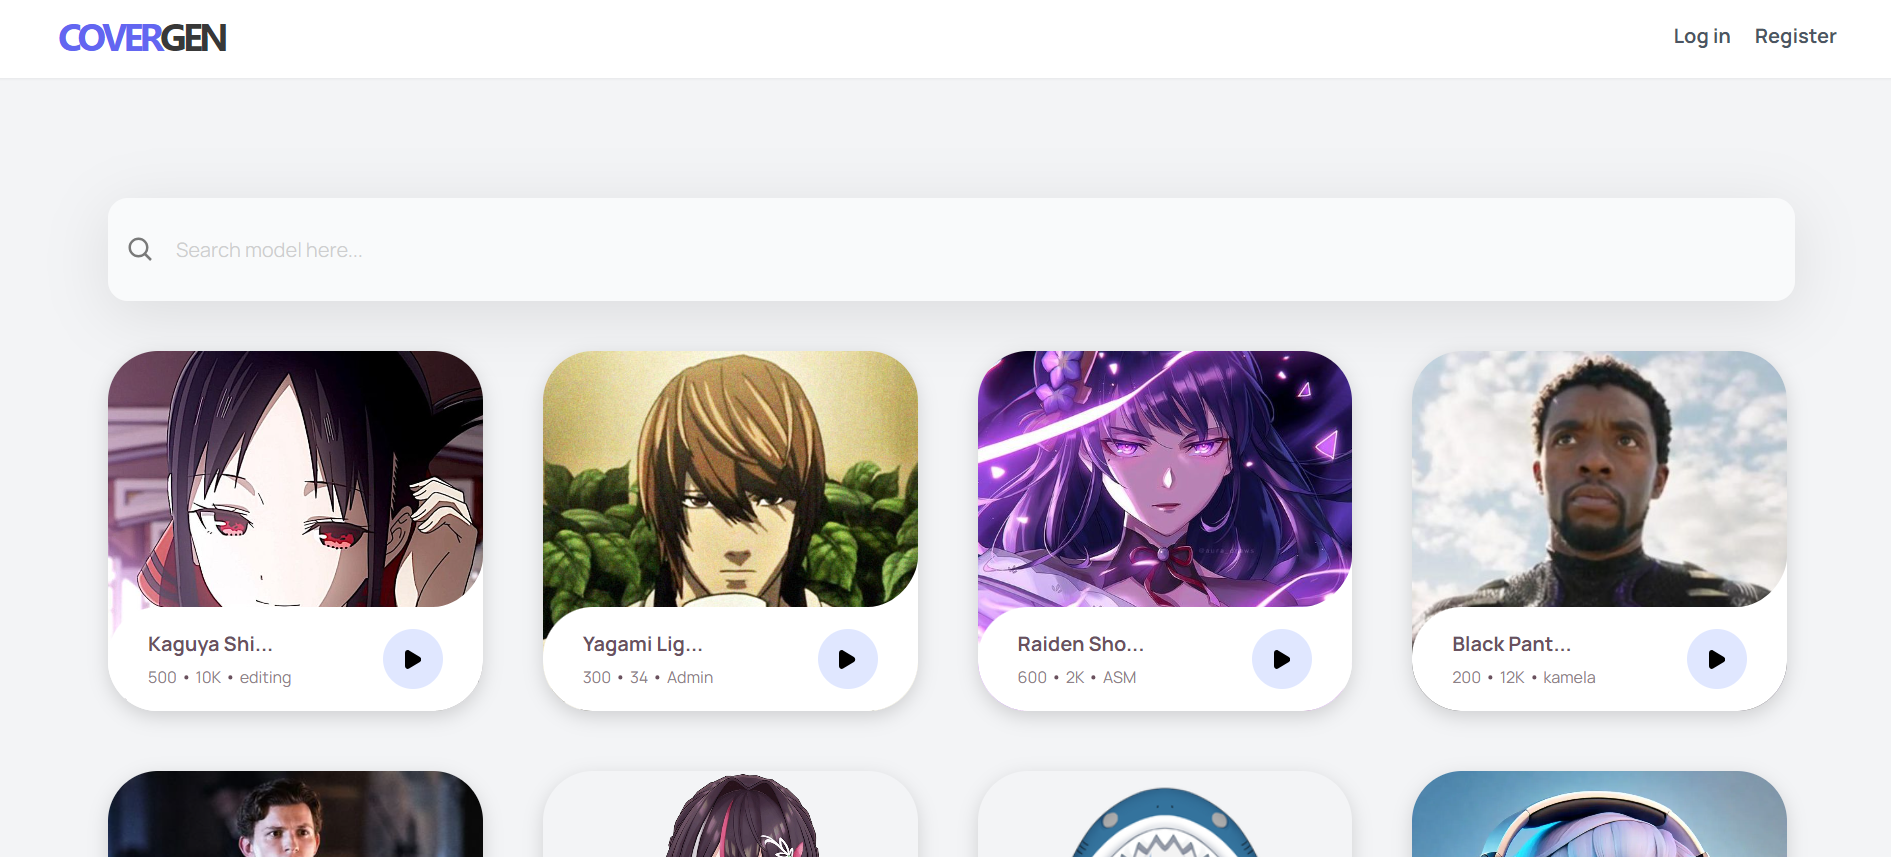 COVERGEN
Log in
Register
Search model here...
Kaguya Shi...
500 • 10K • editing
Yagami Lig...
300 • 34 • Admin
Raiden Sho...
600 • 2K • ASM
Black Pant...
200 • 12K • kamela